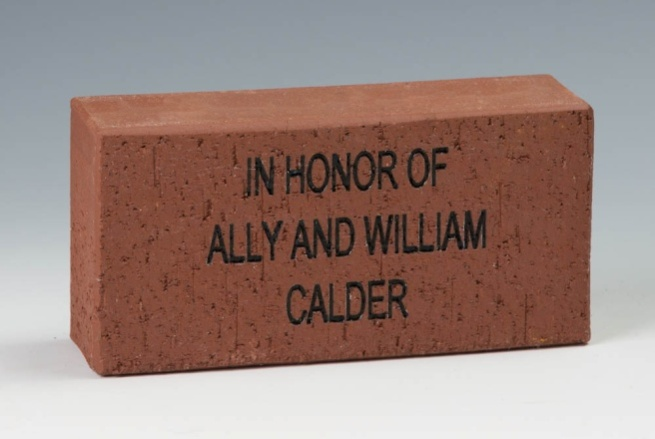 IN HONOR OF
ALLY AND WILLIAM
CALDER